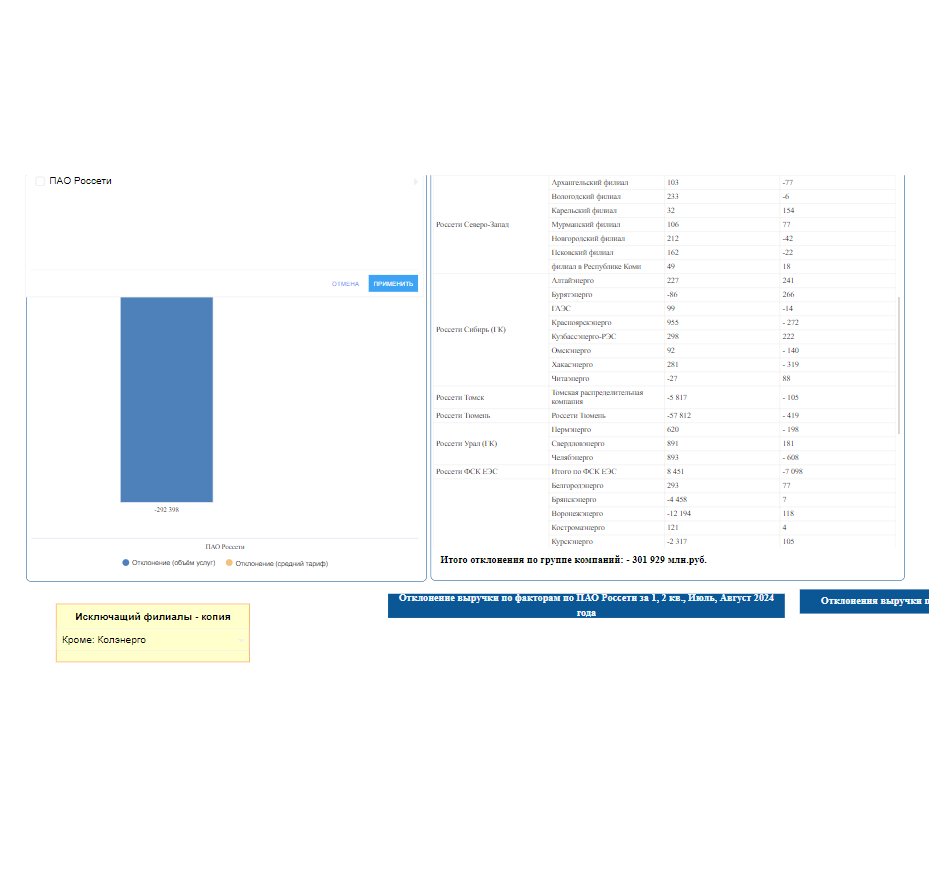 ПАО Россети
ОТМЕНА ПРИМЕНИТЬ
-292 398
ПАО Россети
Отклонение (объём услуг) Отклонение (средний тариф)
Архангельский филиал 103 -77
Вологодский филиал 233 -6
Карельский филиал 32 154
Россети Северо-Запад Мурманский филиал 106 77
Новгородский филиал 212 -42
Псковский филиал 162 -22
филиал в Республике Коми 49 18
Алтайэнерго 227 241
Бурятэнерго -86 266
ГАЭС 99 -14
Россети Сибирь (ГК) Красноярскэнерго 955 - 272
Кузбассэнерго-РЭС 298 222
Омскэнерго 92 - 140
Хакасэнерго 281 - 319
Читаэнерго -27 88
Россети Томск Томская распределительная
компания -5 817 - 105
Россети Тюмень Россети Тюмень -57 812 - 419
Пермэнерго 620 - 198
Россети Урал (ГК) Свердловэнерго 891 181
Челябэнерго 893 - 608
Россети ФСК ЕЭС Итого по ФСК ЕЭС 8 451 -7 098
Белгородэнерго 293 77
Брянскэнерго -4 458 7
Воронежэнерго -12 194 118
Костромаэнерго 121 4
Курскэнерго -2 317 105
Итого отклонения по группе компаний: - 301 929 млн.руб.
Исключащий филиалы - копия
Кроме: Колэнерго
Отклонение выручки по факторам по ПАО Россети за 1, 2 кв., Июль, Август 2024
года
Отклонения выручки